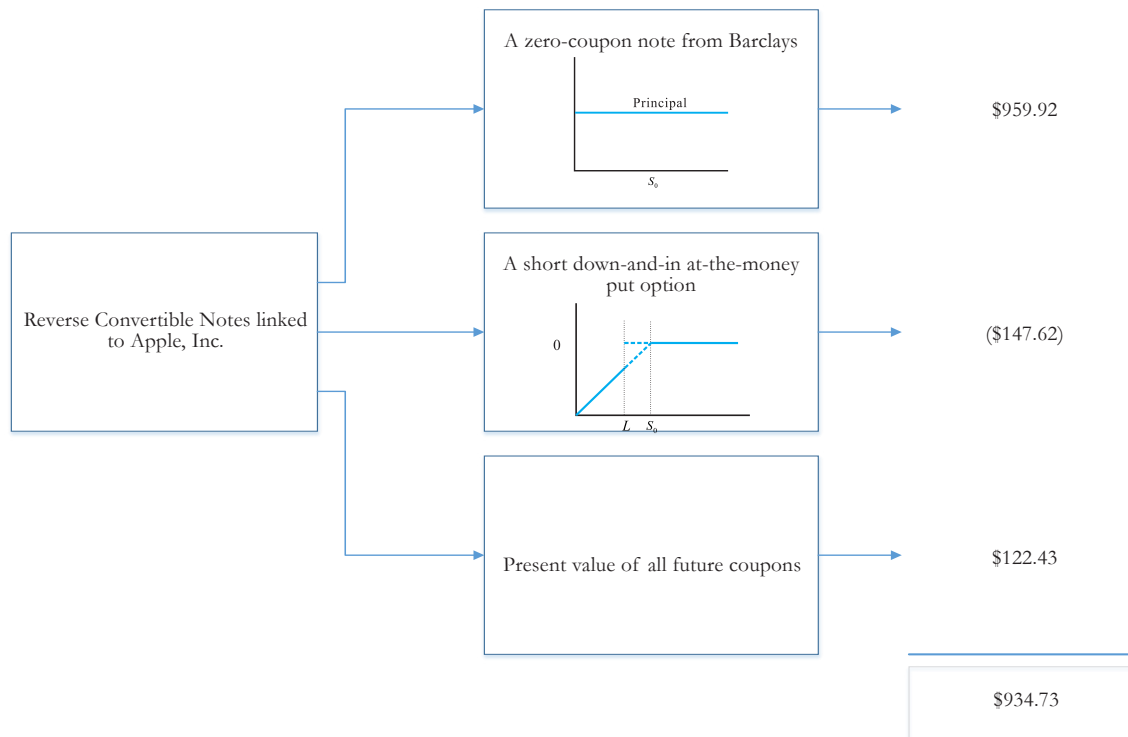 A zero-coupon note from Barclays
Principal
S₀
$959.92
Reverse Convertible Notes linked
to Apple, Inc.
A short down-and-in at-the-money
put option
0
L S₀
($147.62)
Present value of all future coupons
$122.43
$934.73